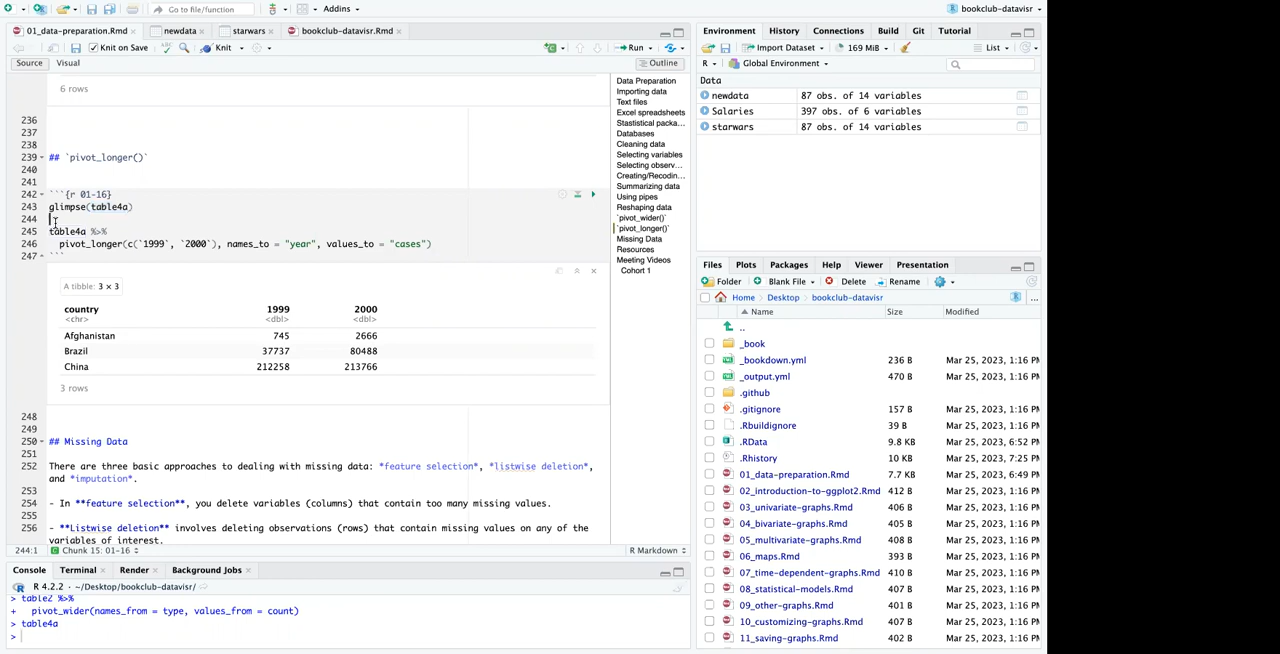 Go to file/function
Addins
bookclub-datavisr
01_data-preparation.Rmd
newdata
starwars
bookclub-datavisr.Rmd
Knit on Save
Knit
Run
Source
Visual
Outline
6 rows
236
237
238
239 ## `pivot_longer()`
240
241
242 ```{r 01-16}
243 glimpse(table4a)
244
245 table4a %>%
246 pivot_longer(c(`1999`, `2000`), names_to = "year", values_to = "cases")
247 ```
A tibble: 3 × 3
country 1999 2000
<chr> <dbl> <dbl>
Afghanistan 745 2666
Brazil 37737 80488
China 212258 213766
3 rows
248
249
250 ## Missing Data
251
252 There are three basic approaches to dealing with missing data: *feature selection*, *listwise deletion*,
and *imputation*.
253
254 - In **feature selection**, you delete variables (columns) that contain too many missing values.
255
256 - **Listwise deletion** involves deleting observations (rows) that contain missing values on any of the
variables of interest.
244:1 Chunk 15: 01-16 R Markdown
Data Preparation
Importing data
Text files
Excel spreadsheets
Stastistical packa...
Databases
Cleaning data
Selecting variables
Selecting observ...
Creating/Recodin...
Summarizing data
Using pipes
Reshaping data
`pivot_wider()`
`pivot_longer()`
Missing Data
Resources
Meeting Videos
Cohort 1
Console Terminal Render Background Jobs
R 4.2.2 · ~/Desktop/bookclub-datavisr/
> table2 %>%
+ pivot_wider(names_from = type, values_from = count)
> table4a
>
Environment History Connections Build Git Tutorial
Import Dataset 169 MiB List
R Global Environment
Data
newdata 87 obs. of 14 variables
Salaries 397 obs. of 6 variables
starwars 87 obs. of 14 variables
Files Plots Packages Help Viewer Presentation
Folder Blank File Delete Rename
Home Desktop bookclub-datavisr ...
Name Size Modified
..
_book
_bookdown.yml 236 B Mar 25, 2023, 1:16 PM
_output.yml 470 B Mar 25, 2023, 1:16 PM
.github
.gitignore 157 B Mar 25, 2023, 1:16 PM
.Rbuildignore 39 B Mar 25, 2023, 1:16 PM
.RData 9.8 KB Mar 25, 2023, 6:52 PM
.Rhistory 10 KB Mar 25, 2023, 7:25 PM
01_data-preparation.Rmd 7.7 KB Mar 25, 2023, 6:49 PM
02_introduction-to-ggplot2.Rmd 412 B Mar 25, 2023, 1:16 PM
03_univariate-graphs.Rmd 406 B Mar 25, 2023, 1:16 PM
04_bivariate-graphs.Rmd 405 B Mar 25, 2023, 1:16 PM
05_multivariate-graphs.Rmd 408 B Mar 25, 2023, 1:16 PM
06_maps.Rmd 393 B Mar 25, 2023, 1:16 PM
07_time-dependent-graphs.Rmd 410 B Mar 25, 2023, 1:16 PM
08_statistical-models.Rmd 407 B Mar 25, 2023, 1:16 PM
09_other-graphs.Rmd 401 B Mar 25, 2023, 1:16 PM
10_customizing-graphs.Rmd 407 B Mar 25, 2023, 1:16 PM
11_saving-graphs.Rmd 402 B Mar 25, 2023, 1:16 PM